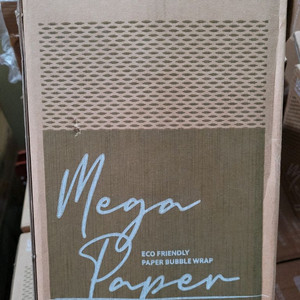 Mega
ECO FRIENDLY
PAPER BUBBLE WRAP
Paper